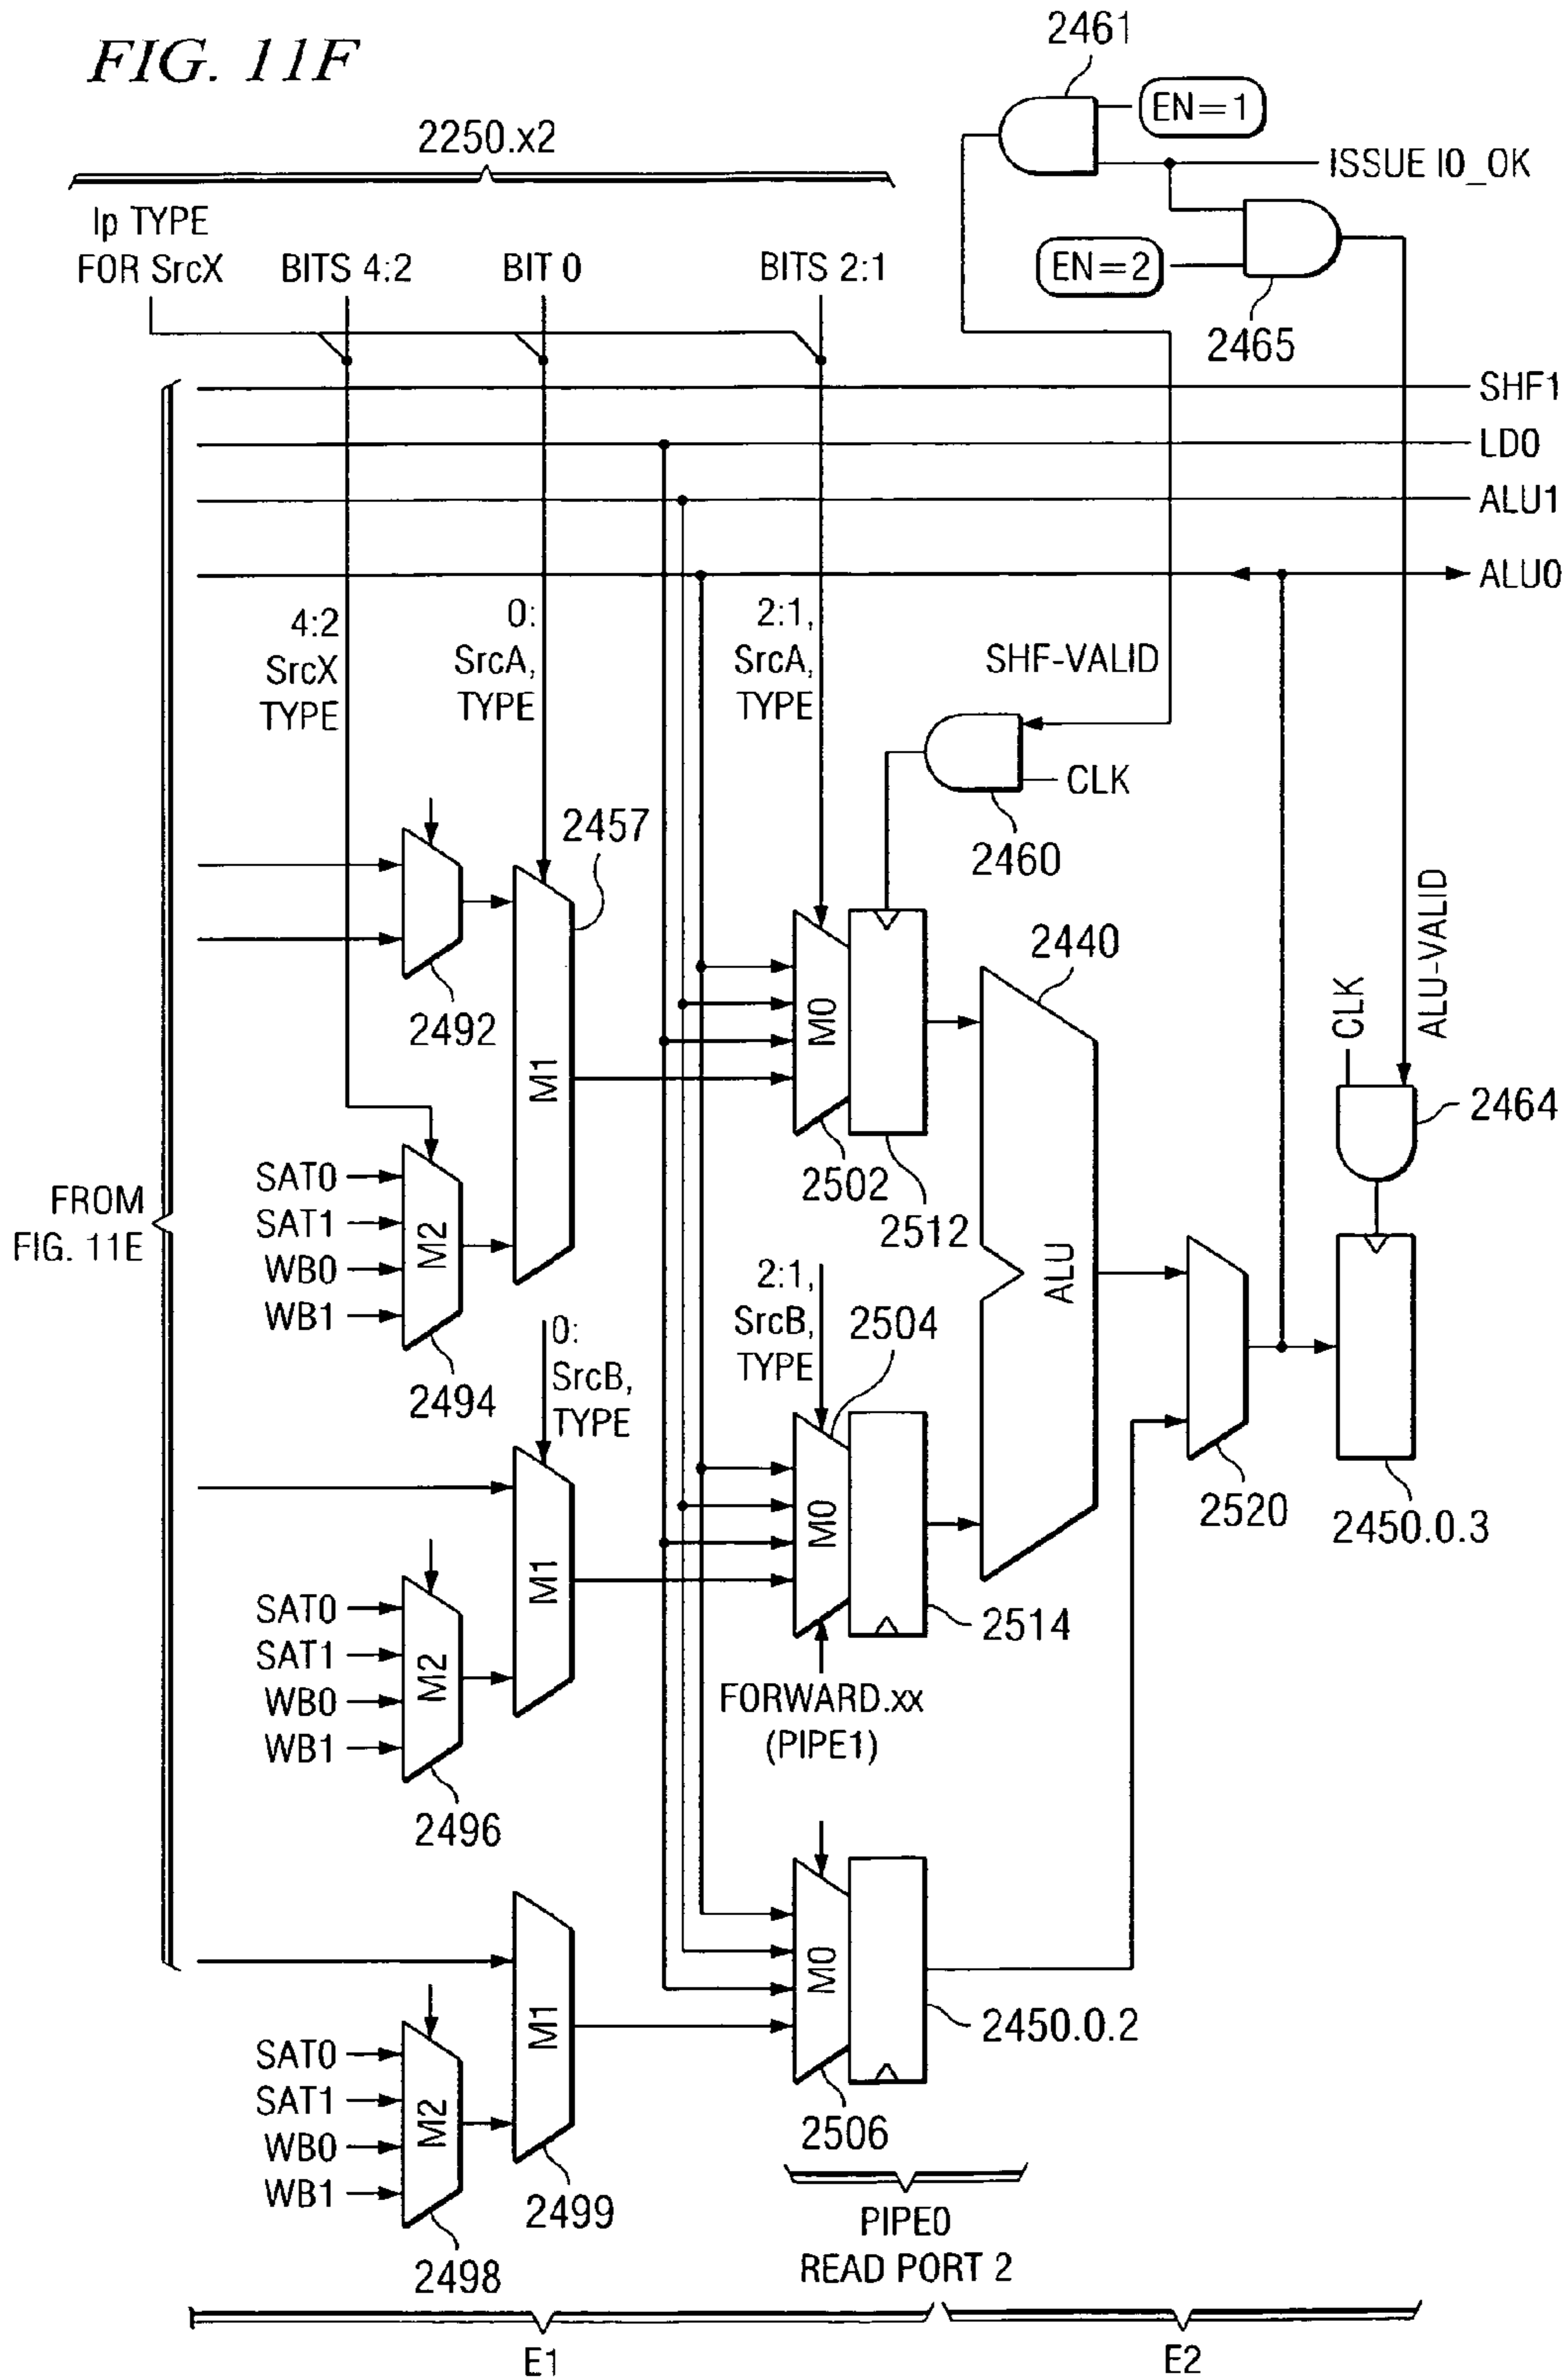 FIG. 11F
2461
EN=1
2250.x2
ISSUE I0_OK
Ip TYPE
FOR SrcX
BITS 4:2
BIT 0
BITS 2:1
EN=2
2465
SHF1
LD0
ALU1
ALU0
4:2
SrcX
TYPE
0:
SrcA,
TYPE
2:1,
SrcA,
TYPE
SHF-VALID
CLK
2460
2457
2492
M1
M0
2502
2512
2440
ALU
ALU-VALID
CLK
2464
FROM
FIG. 11E
SAT0
SAT1
WB0
WB1
M2
2494
0:
SrcB,
TYPE
2:1,
SrcB,
TYPE
2504
2520
2450.0.3
M1
M0
2514
SAT0
SAT1
WB0
WB1
M2
2496
FORWARD.xx
(PIPE1)
M1
M0
2450.0.2
2506
SAT0
SAT1
WB0
WB1
M2
2498
2499
PIPE0
READ PORT 2
E1
E2